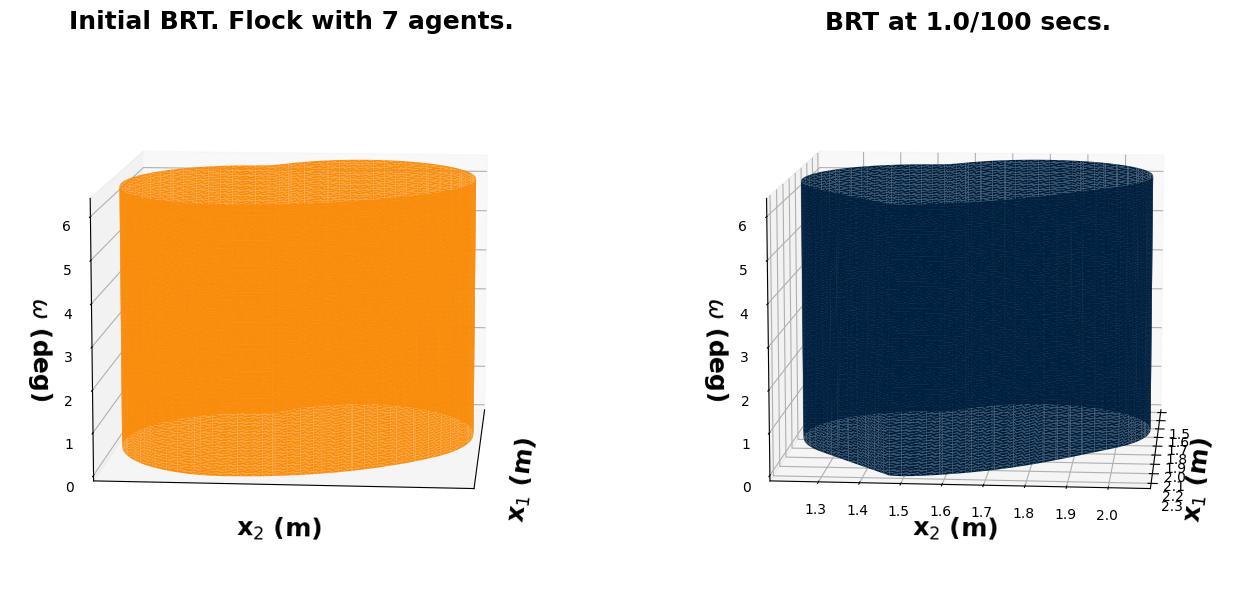 Initial BRT. Flock with 7 agents.
BRT at 1.0/100 secs.
6
5
4
3
2
1
0
ω (deg)
x₂ (m)
x₁ (m)
6
5
4
3
2
1
0
ω (deg)
1.3 1.4 1.5 1.6 1.7 1.8 1.9 2.0
x₂ (m)
1.5
1.6
1.7
1.8
1.9
2.0
2.1
2.2
2.3
x₁ (m)